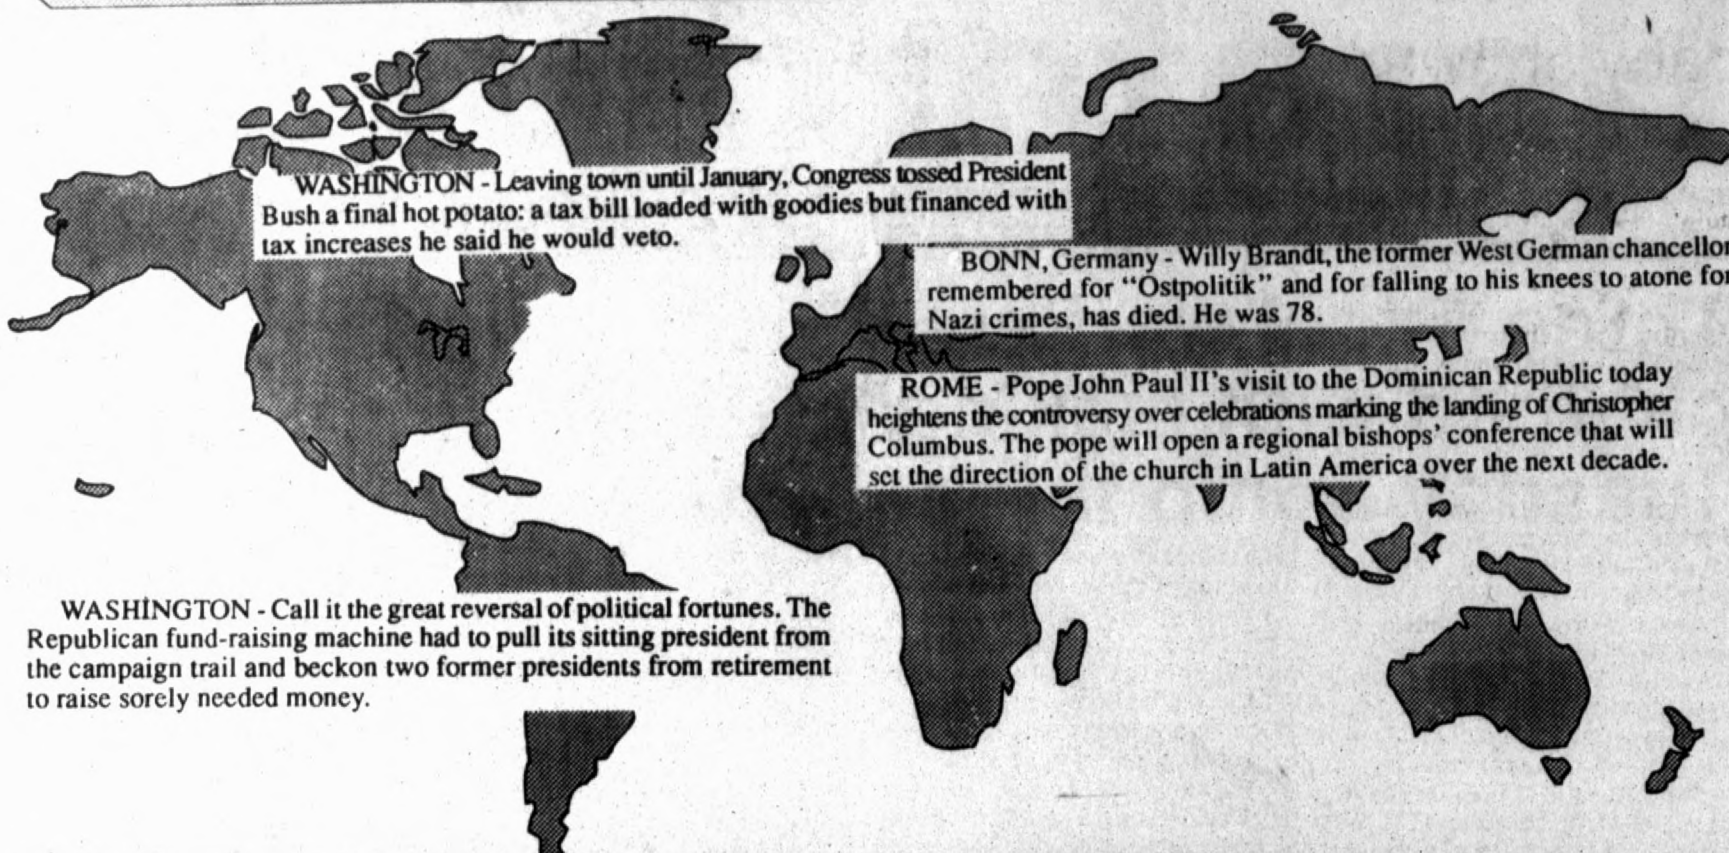 WASHINGTON - Leaving town until January, Congress tossed President
Bush a final hot potato: a tax bill loaded with goodies but financed with
tax increases he said he would veto.
BONN, Germany - Willy Brandt, the former West German chancellor
remembered for “Ostpolitik” and for falling to his knees to atone for
Nazi crimes, has died. He was 78.
ROME - Pope John Paul II's visit to the Dominican Republic today
heightens the controversy over celebrations marking the landing of Christopher
Columbus. The pope will open a regional bishops' conference that will
set the direction of the church in Latin America over the next decade.
WASHINGTON - Call it the great reversal of political fortunes. The
Republican fund-raising machine had to pull its sitting president from
the campaign trail and beckon two former presidents from retirement
to raise sorely needed money.